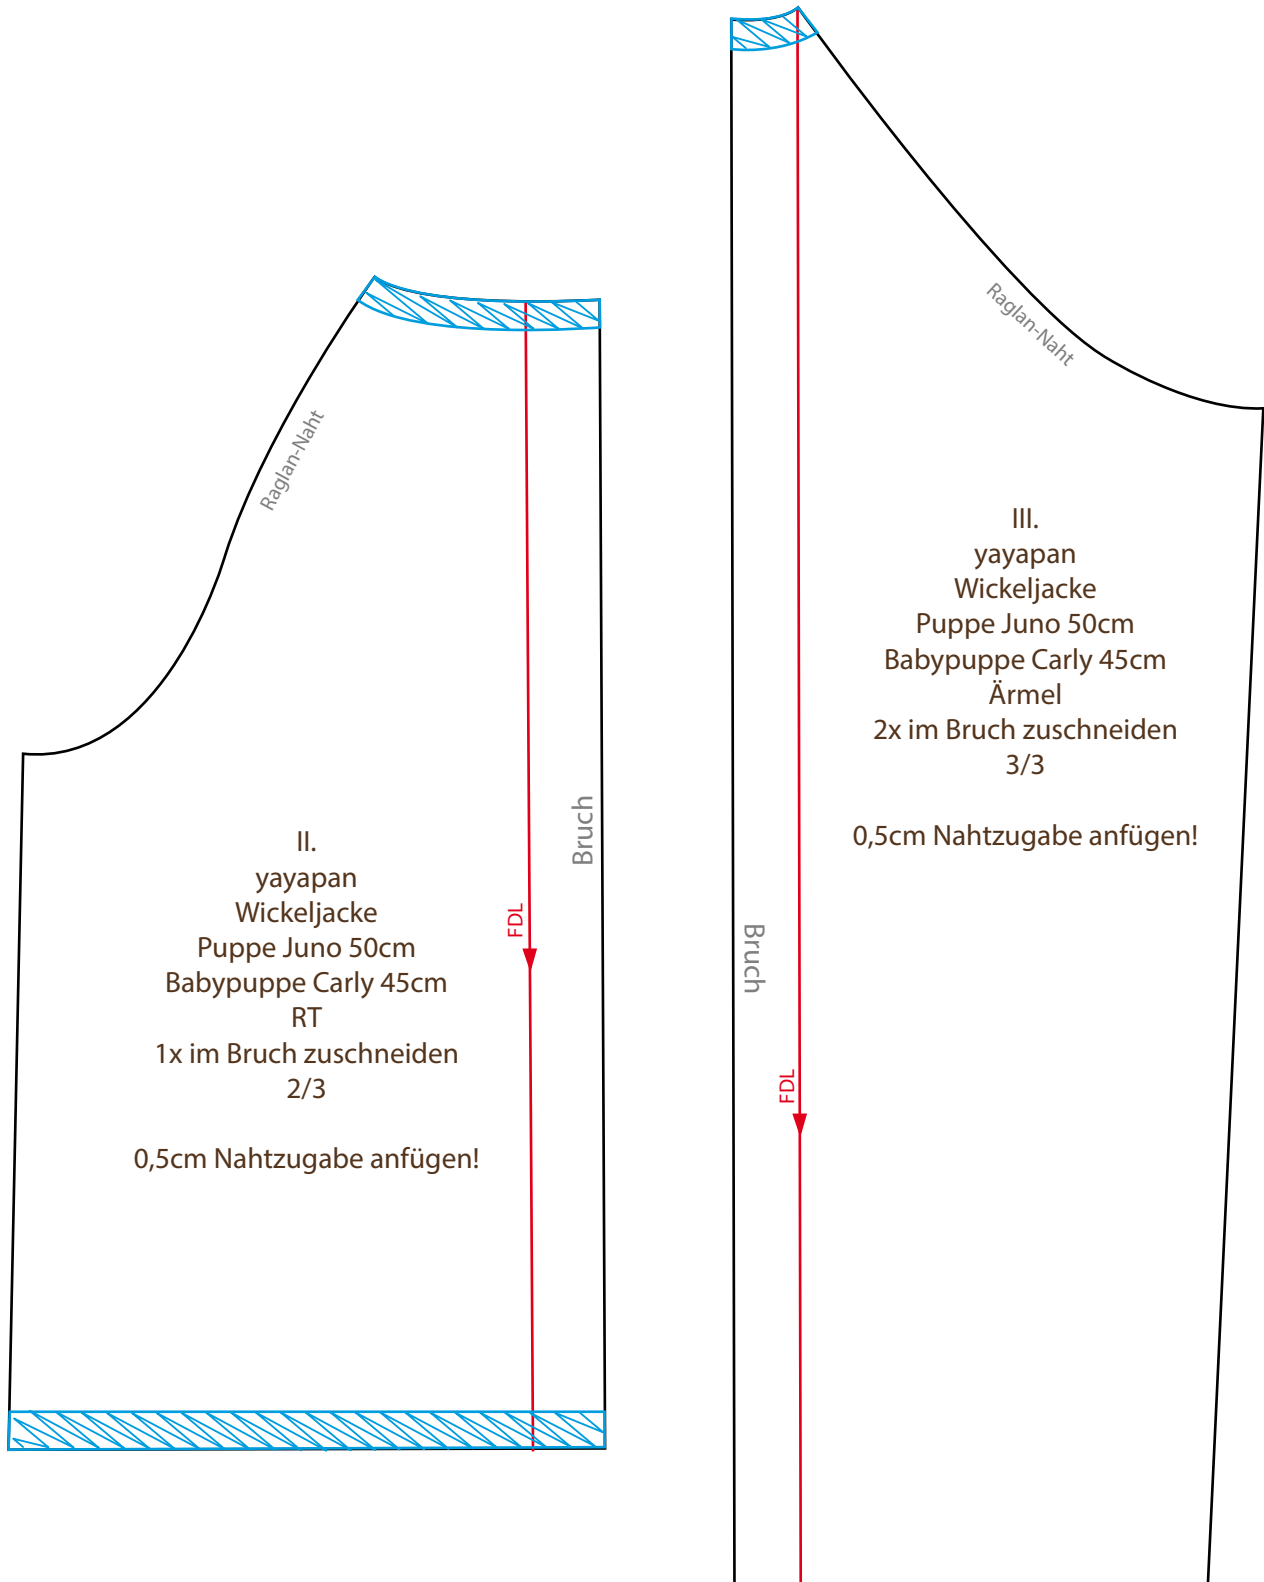 Raglan-Naht
Bruch
FDL
II.
yayapan
Wickeljacke
Puppe Juno 50cm
Babypuppe Carly 45cm
RT
1x im Bruch zuschneiden
2/3
0,5cm Nahtzugabe anfügen!
Raglan-Naht
III.
yayapan
Wickeljacke
Puppe Juno 50cm
Babypuppe Carly 45cm
Ärmel
2x im Bruch zuschneiden
3/3
0,5cm Nahtzugabe anfügen!
Bruch
FDL